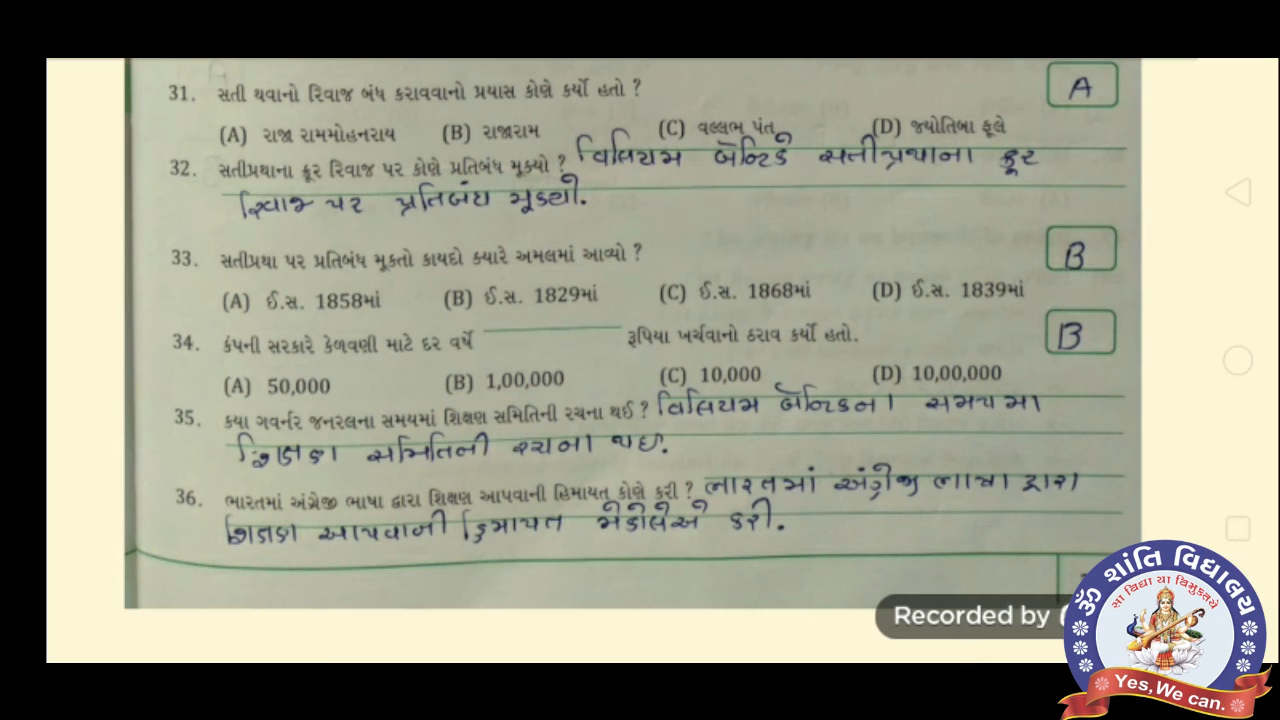 31. સતી થવાનો રિવાજ બંધ કરાવવાનો પ્રયાસ કોણે કર્યો હતો ? A
(A) રાજા રામમોહનરાય (B) રાજારામ (C) વલ્લભ પંત (D) જ્યોતિબા ફૂલે
32. સતીપ્રથાના ક્રૂર રિવાજ પર કોણે પ્રતિબંધ મૂક્યો ? વિલિયમ બૅન્ટિંકે સતીપ્રથાના ક્રૂર
રિવાજ પર પ્રતિબંધ મૂક્યો.
33. સતીપ્રથા પર પ્રતિબંધ મૂકતો કાયદો ક્યારે અમલમાં આવ્યો ? B
(A) ઈ.સ. 1858માં (B) ઈ.સ. 1829માં (C) ઈ.સ. 1868માં (D) ઈ.સ. 1839માં
34. કંપની સરકારે કેળવણી માટે દર વર્ષે ________ રૂપિયા ખર્ચવાનો ઠરાવ કર્યો હતો. B
(A) 50,000 (B) 1,00,000 (C) 10,000 (D) 10,00,000
35. કયા ગવર્નર જનરલના સમયમાં શિક્ષણ સમિતિની રચના થઈ ? વિલિયમ બૅન્ટિકના સમયમા
શિક્ષણ સમિતિની રચના થઇ.
36. ભારતમાં અંગ્રેજી ભાષા દ્વારા શિક્ષણ આપવાની હિમાયત કોણે કરી ? ભારતમાં અંગ્રેજી ભાષા દ્વારા
શિક્ષણ આપવાની હિમાયત મેકોલેએ કરી.
Recorded by
ૐ શાંતિ વિદ્યાલય
સા વિદ્યા યા વિમુક્તયે
Yes, We can.